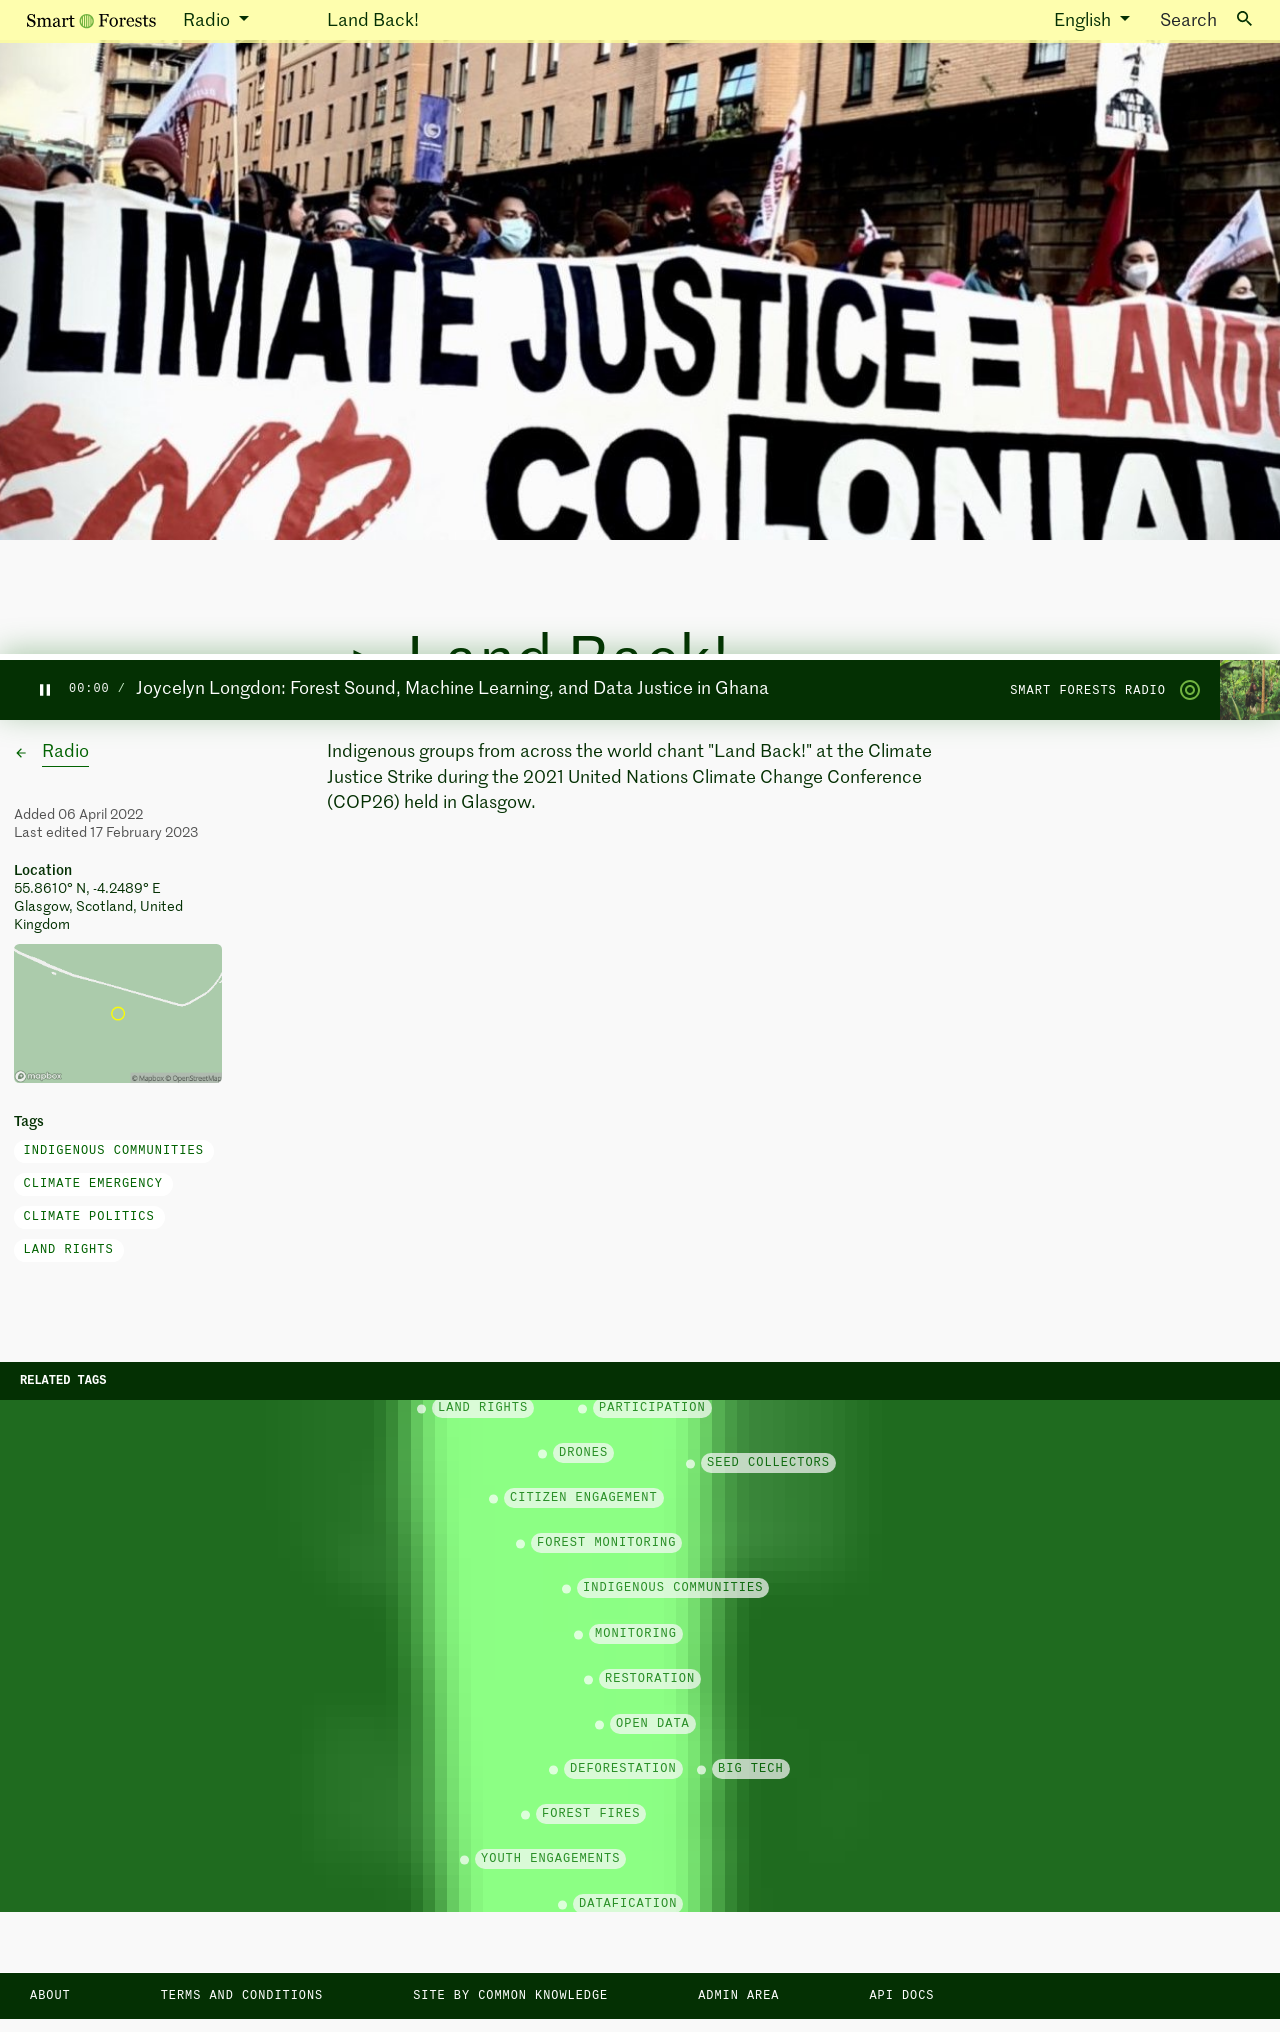 Smart Forests
Radio
Land Back!
English
Search
NO LIE?
CLIMATE JUSTICE = LAND
END COLONIAL
Land Back!
00:00 /
Joycelyn Longdon: Forest Sound, Machine Learning, and Data Justice in Ghana
SMART FORESTS RADIO
Radio
Indigenous groups from across the world chant "Land Back!" at the Climate
Justice Strike during the 2021 United Nations Climate Change Conference
(COP26) held in Glasgow.
Added 06 April 2022
Last edited 17 February 2023
Location
55.8610° N, -4.2489° E
Glasgow, Scotland, United
Kingdom
mapbox
© Mapbox © OpenStreetMap
Tags
INDIGENOUS COMMUNITIES
CLIMATE EMERGENCY
CLIMATE POLITICS
LAND RIGHTS
RELATED TAGS
LAND RIGHTS
PARTICIPATION
DRONES
SEED COLLECTORS
CITIZEN ENGAGEMENT
FOREST MONITORING
INDIGENOUS COMMUNITIES
MONITORING
RESTORATION
OPEN DATA
DEFORESTATION
BIG TECH
FOREST FIRES
YOUTH ENGAGEMENTS
DATAFICATION
ABOUT
TERMS AND CONDITIONS
SITE BY COMMON KNOWLEDGE
ADMIN AREA
API DOCS